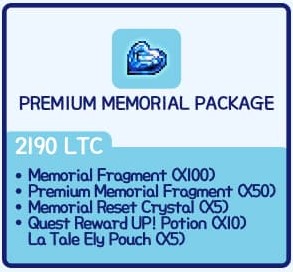 PREMIUM MEMORIAL PACKAGE
2190 LTC
• Memorial Fragment (X100)
• Premium Memorial Fragment (X50)
• Memorial Reset Crystal (X5)
• Quest Reward UP! Potion (X10)
La Tale Ely Pouch (X5)